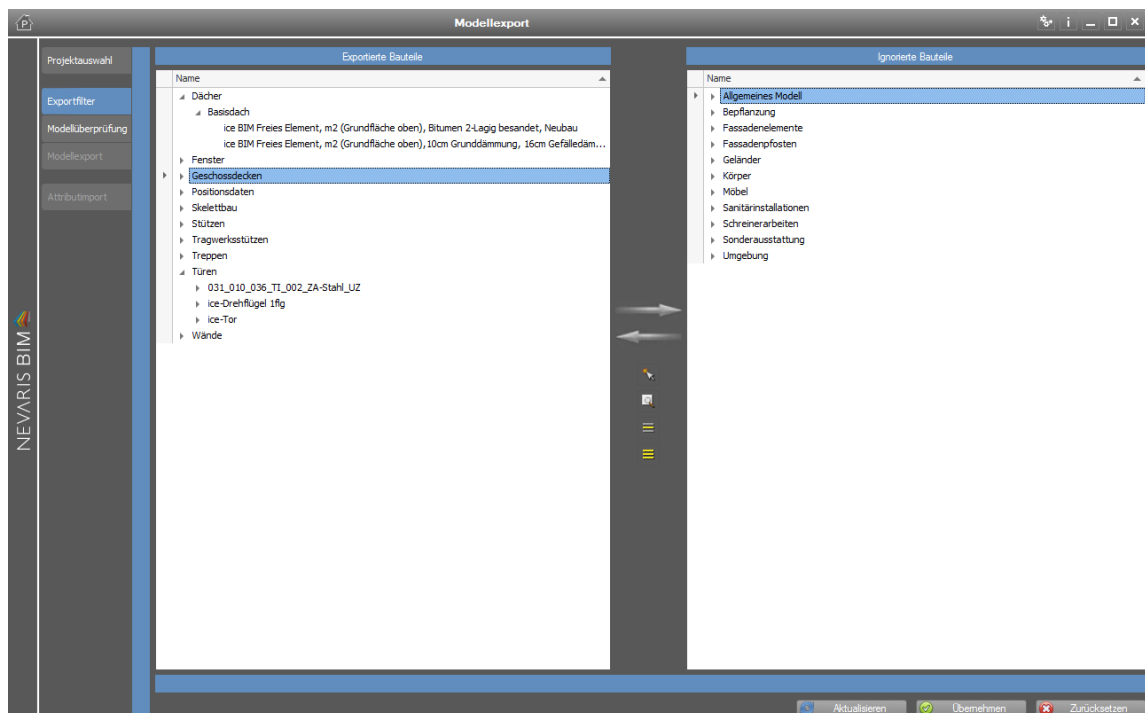 P
Modellexport
i
Projektauswahl
Exportfilter
Modellüberprüfung
Modellexport
Attributimport
NEVARIS BIM
Exportierte Bauteile
Name
Dächer
Basisdach
ice BIM Freies Element, m2 (Grundfläche oben), Bitumen 2-Lagig besandet, Neubau
ice BIM Freies Element, m2 (Grundfläche oben),10cm Grunddämmung, 16cm Gefälledäm...
Fenster
Geschossdecken
Positionsdaten
Skelettbau
Stützen
Tragwerksstützen
Treppen
Türen
031_010_036_TI_002_ZA-Stahl_UZ
ice-Drehflügel 1flg
ice-Tor
Wände
Ignorierte Bauteile
Name
Allgemeines Modell
Bepflanzung
Fassadenelemente
Fassadenpfosten
Geländer
Körper
Möbel
Sanitärinstallationen
Schreinerarbeiten
Sonderausstattung
Umgebung
Aktualisieren
Übernehmen
Zurücksetzen